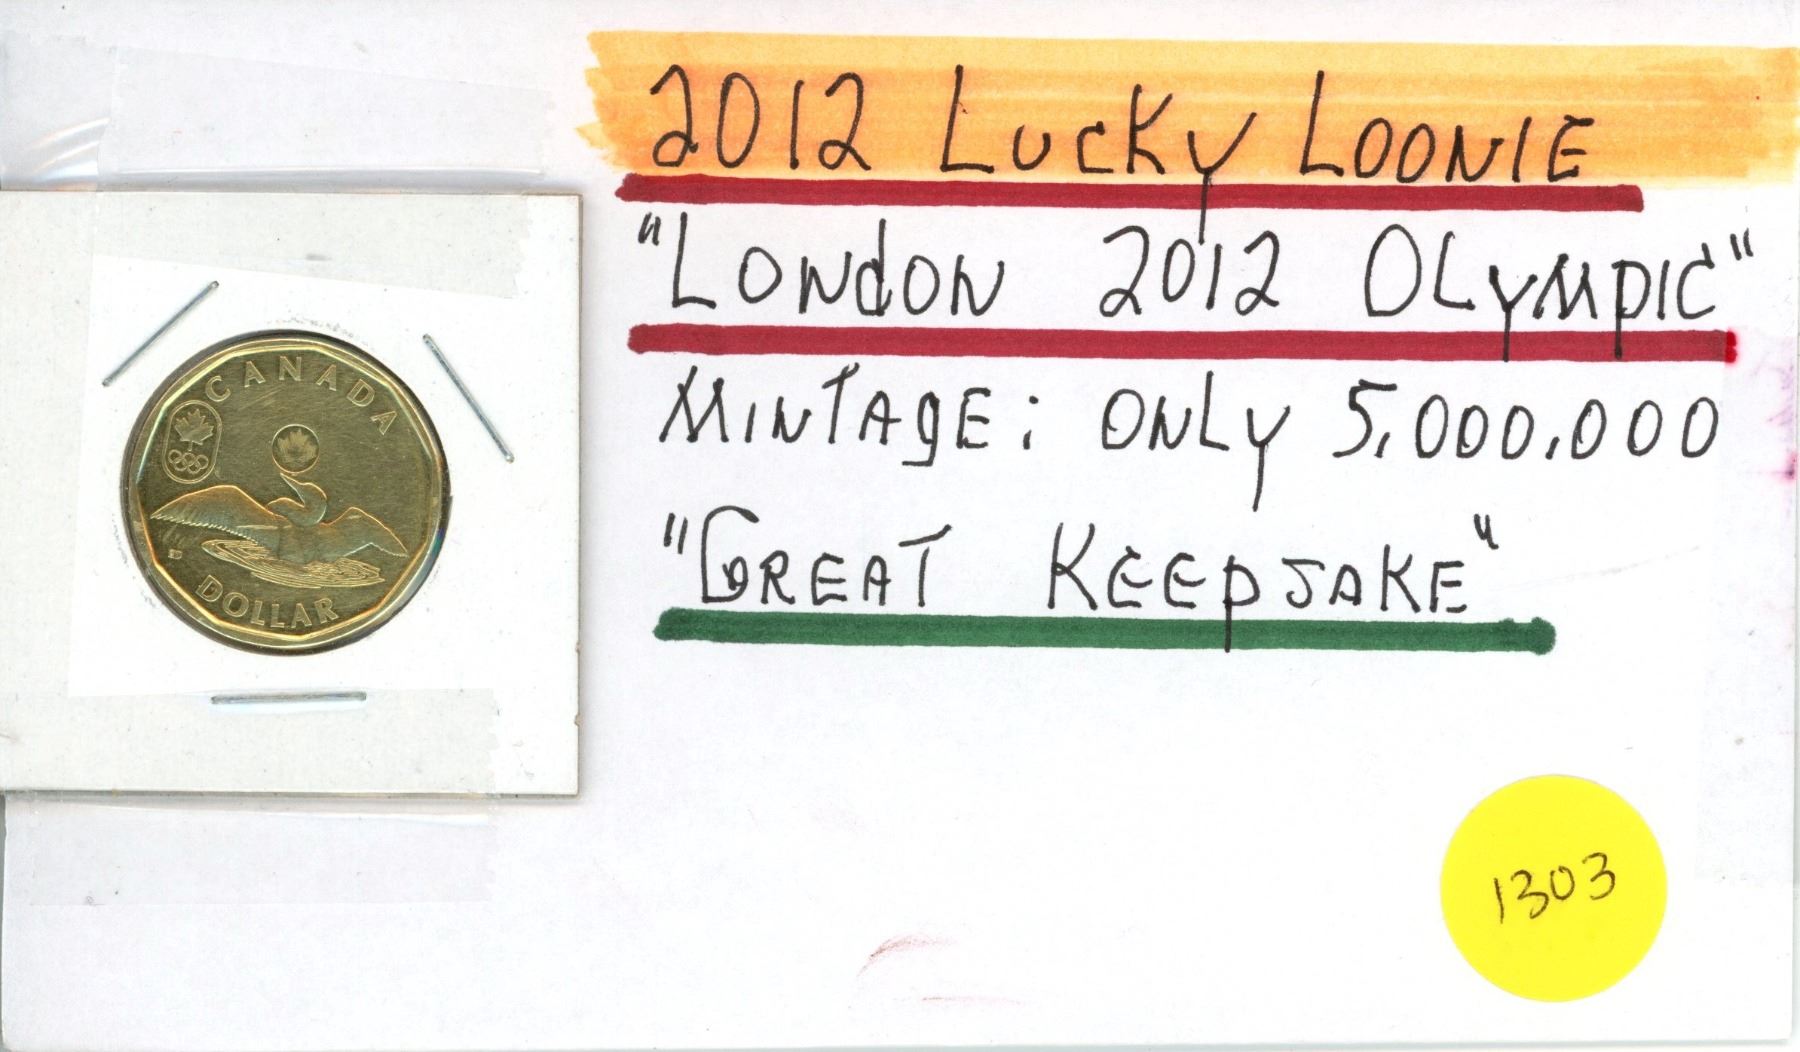 2012 Lucky Loonie
"London 2012 Olympic"
Mintage: Only 5,000,000
"Great Keepsake"
CANADA
DOLLAR
1303